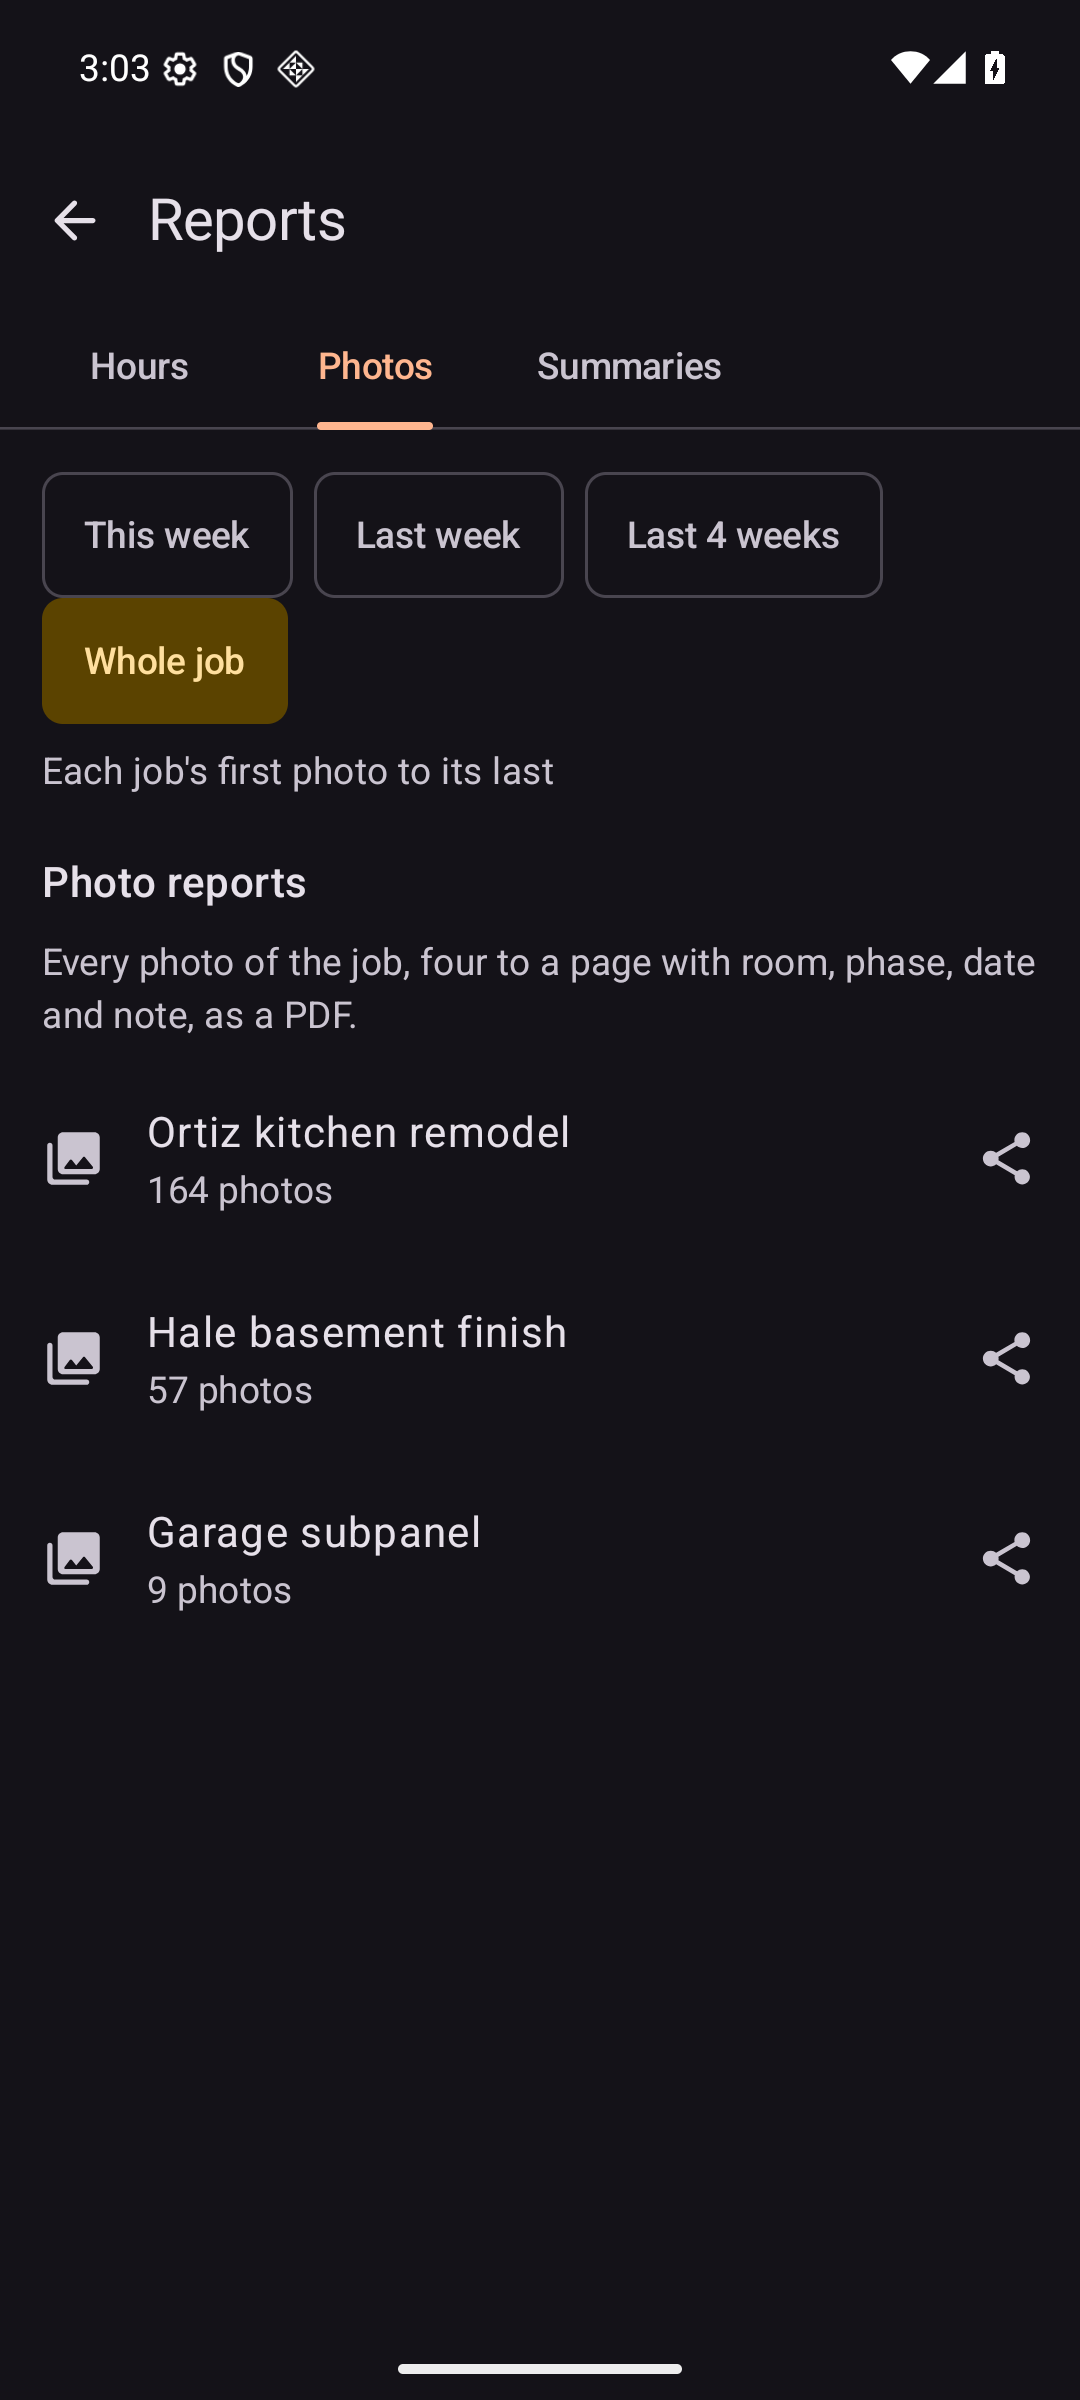 3:03
Reports
Hours
Photos
Summaries
This week
Last week
Last 4 weeks
Whole job
Each job's first photo to its last
Photo reports
Every photo of the job, four to a page with room, phase, date
and note, as a PDF.
Ortiz kitchen remodel
164 photos
Hale basement finish
57 photos
Garage subpanel
9 photos